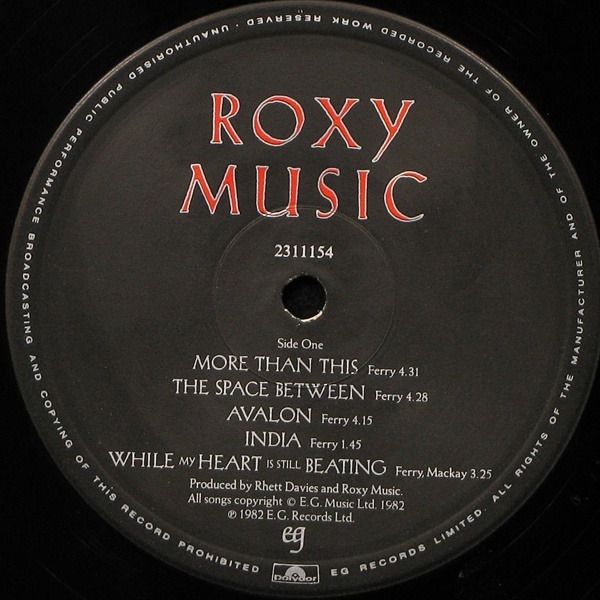 ROXY
MUSIC
2311154
Side One
MORE THAN THIS Ferry 4.31
THE SPACE BETWEEN Ferry 4.28
AVALON Ferry 4.15
INDIA Ferry 1.45
WHILE MY HEART IS STILL BEATING Ferry, Mackay 3.25
Produced by Rhett Davies and Roxy Music.
All songs copyright © E.G. Music Ltd. 1982
℗ 1982 E.G. Records Ltd.
eg
polydor
EG RECORDS LIMITED. ALL RIGHTS OF THE MANUFACTURER AND OF THE OWNER OF THE RECORDED WORK RESERVED · UNAUTHORISED PUBLIC PERFORMANCE BROADCASTING AND COPYING OF THIS RECORD PROHIBITED